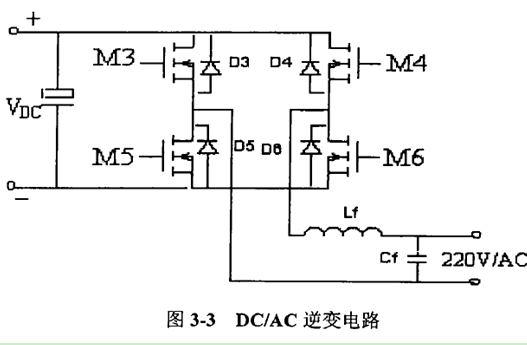 +
M3
D3
D4
M4
VDC
M5
D5
D6
M6
−
Lf
Cf
220V/AC
图 3-3 DC/AC 逆变电路